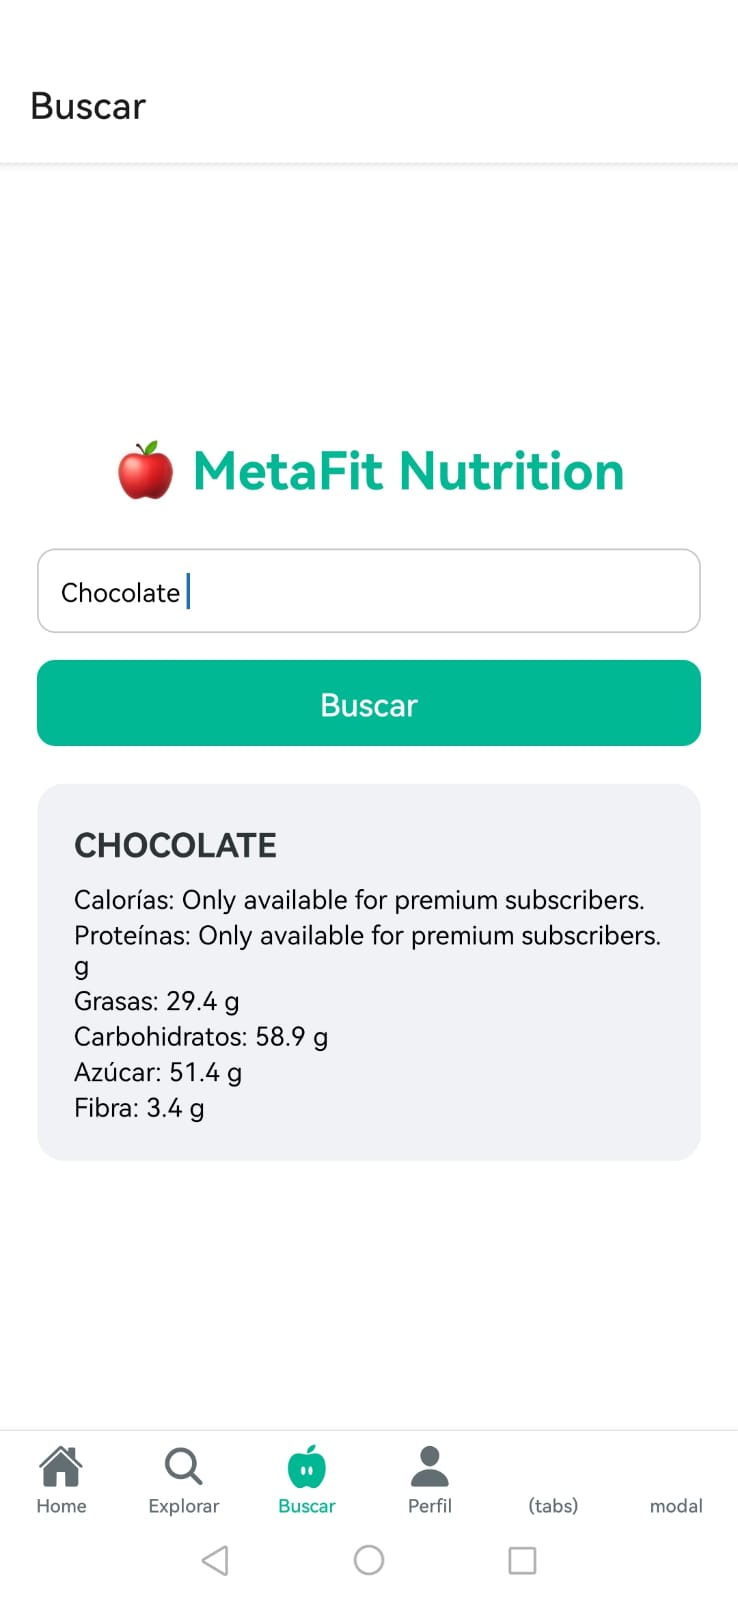 Buscar
MetaFit Nutrition
Chocolate
Buscar
CHOCOLATE
Calorías: Only available for premium subscribers.
Proteínas: Only available for premium subscribers.
g
Grasas: 29.4 g
Carbohidratos: 58.9 g
Azúcar: 51.4 g
Fibra: 3.4 g
Home Explorar Buscar Perfil (tabs) modal